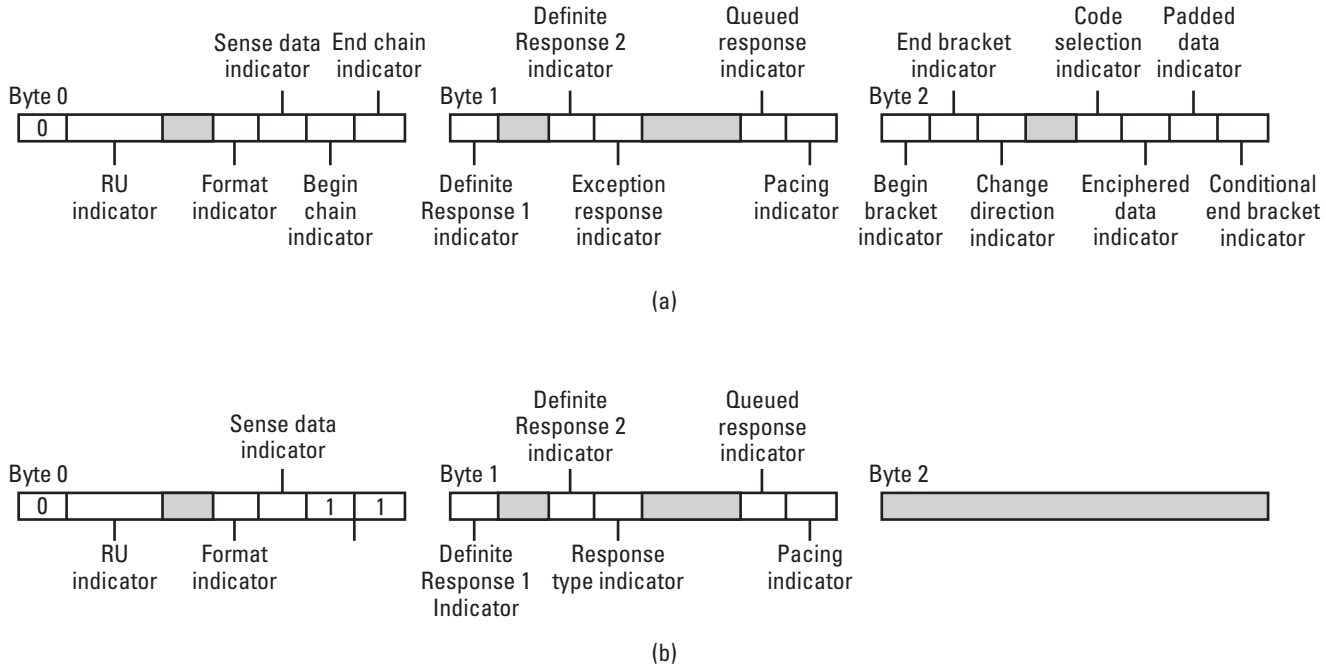 Sense data
indicator
End chain
indicator
Definite
Response 2
indicator
Queued
response
indicator
End bracket
indicator
Code
selection
indicator
Padded
data
indicator
Byte 0
Byte 1
Byte 2
0
RU
indicator
Format
indicator
Begin
chain
indicator
Definite
Response 1
indicator
Exception
response
indicator
Pacing
indicator
Begin
bracket
indicator
Change
direction
indicator
Enciphered
data
indicator
Conditional
end bracket
indicator
(a)
Sense data
indicator
Definite
Response 2
indicator
Queued
response
indicator
Byte 0
Byte 1
Byte 2
0 1 1
RU
indicator
Format
indicator
Definite
Response 1
Indicator
Response
type indicator
Pacing
indicator
(b)